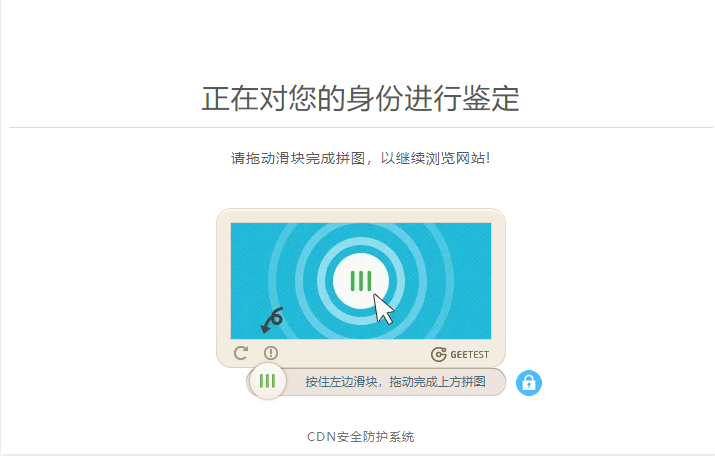 正在对您的身份进行鉴定
请拖动滑块完成拼图，以继续浏览网站!
GEETEST
按住左边滑块，拖动完成上方拼图
CDN安全防护系统